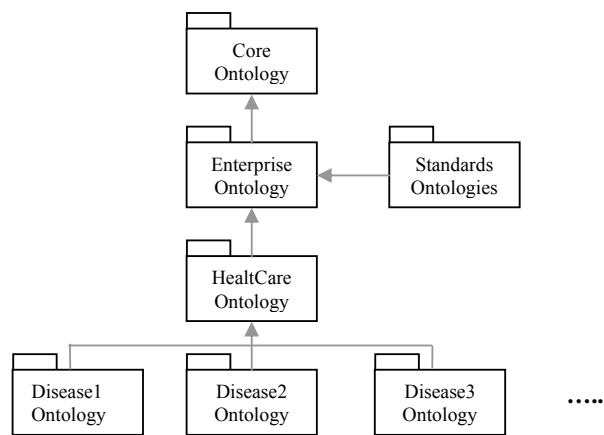 Core
Ontology
Enterprise
Ontology
Standards
Ontologies
HealtCare
Ontology
Disease1
Ontology
Disease2
Ontology
Disease3
Ontology
.....